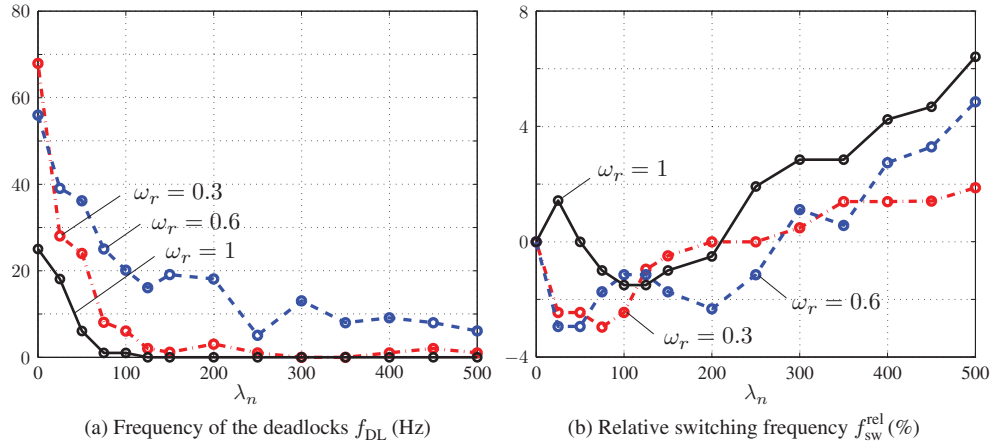 80
60
40
20
0
ω_r = 0.3
ω_r = 0.6
ω_r = 1
0 100 200 300 400 500
λ_n
(a) Frequency of the deadlocks f_DL (Hz)
8
4
0
−4
ω_r = 1
ω_r = 0.6
ω_r = 0.3
0 100 200 300 400 500
λ_n
(b) Relative switching frequency f_sw^rel (%)